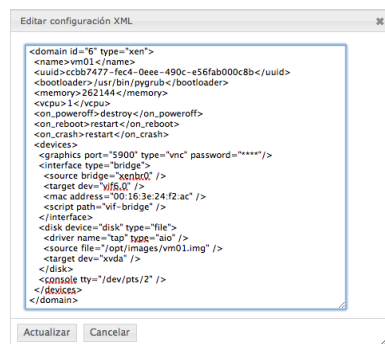 Editar configuración XML
<domain id="6" type="xen">
<name>vm01</name>
<uuid>ccbb7477-fec4-0eee-490c-e56fab000c8b</uuid>
<bootloader>/usr/bin/pygrub</bootloader>
<memory>262144</memory>
<vcpu>1</vcpu>
<on_poweroff>destroy</on_poweroff>
<on_reboot>restart</on_reboot>
<on_crash>restart</on_crash>
<devices>
<graphics port="5900" type="vnc" password="****"/>
<interface type="bridge">
<source bridge="xenbr0" />
<target dev="vif6.0" />
<mac address="00:16:3e:24:f2:ac" />
<script path="vif-bridge" />
</interface>
<disk device="disk" type="file">
<driver name="tap" type="aio" />
<source file="/opt/images/vm01.img" />
<target dev="xvda" />
</disk>
<console tty="/dev/pts/2" />
</devices>
</domain>
Actualizar Cancelar